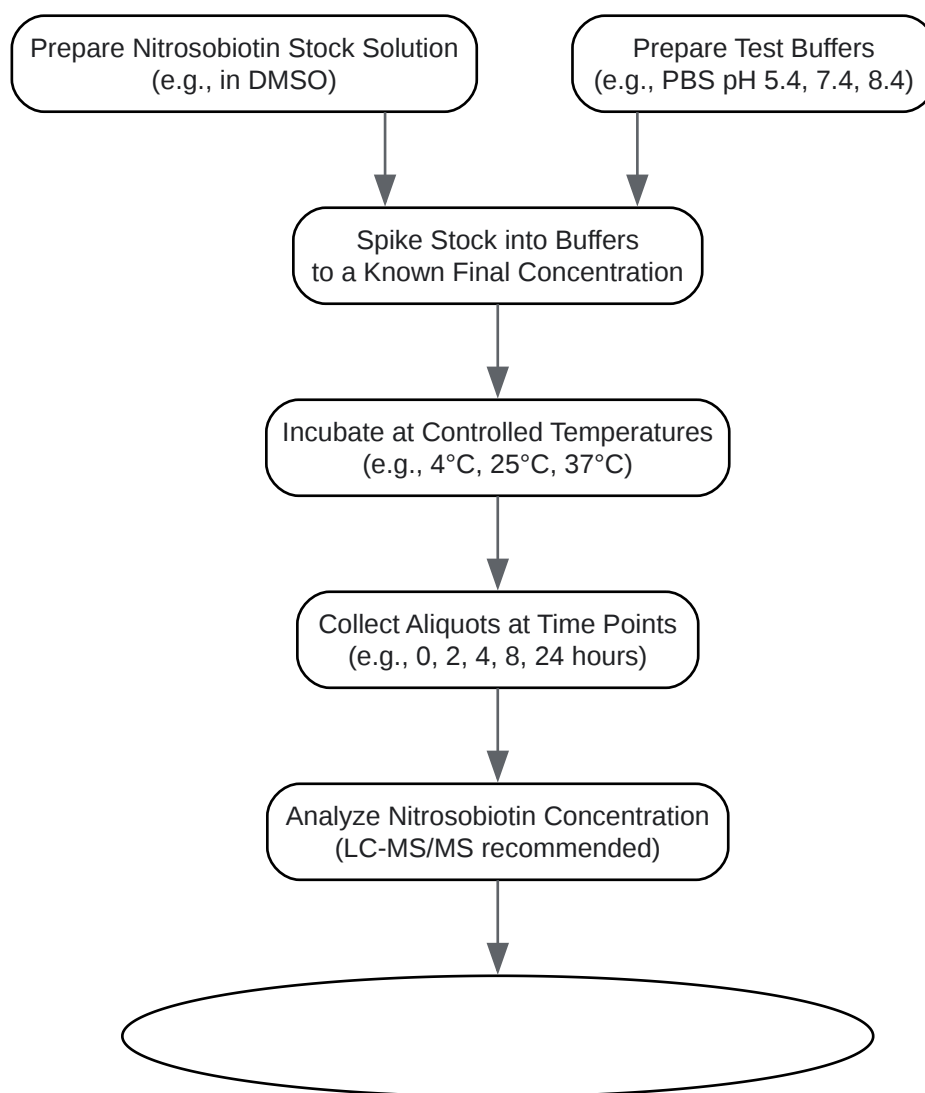 Prepare Nitrosobiotin Stock Solution
(e.g., in DMSO)
Prepare Test Buffers
(e.g., PBS pH 5.4, 7.4, 8.4)
Spike Stock into Buffers
to a Known Final Concentration
Incubate at Controlled Temperatures
(e.g., 4°C, 25°C, 37°C)
Collect Aliquots at Time Points
(e.g., 0, 2, 4, 8, 24 hours)
Analyze Nitrosobiotin Concentration
(LC-MS/MS recommended)